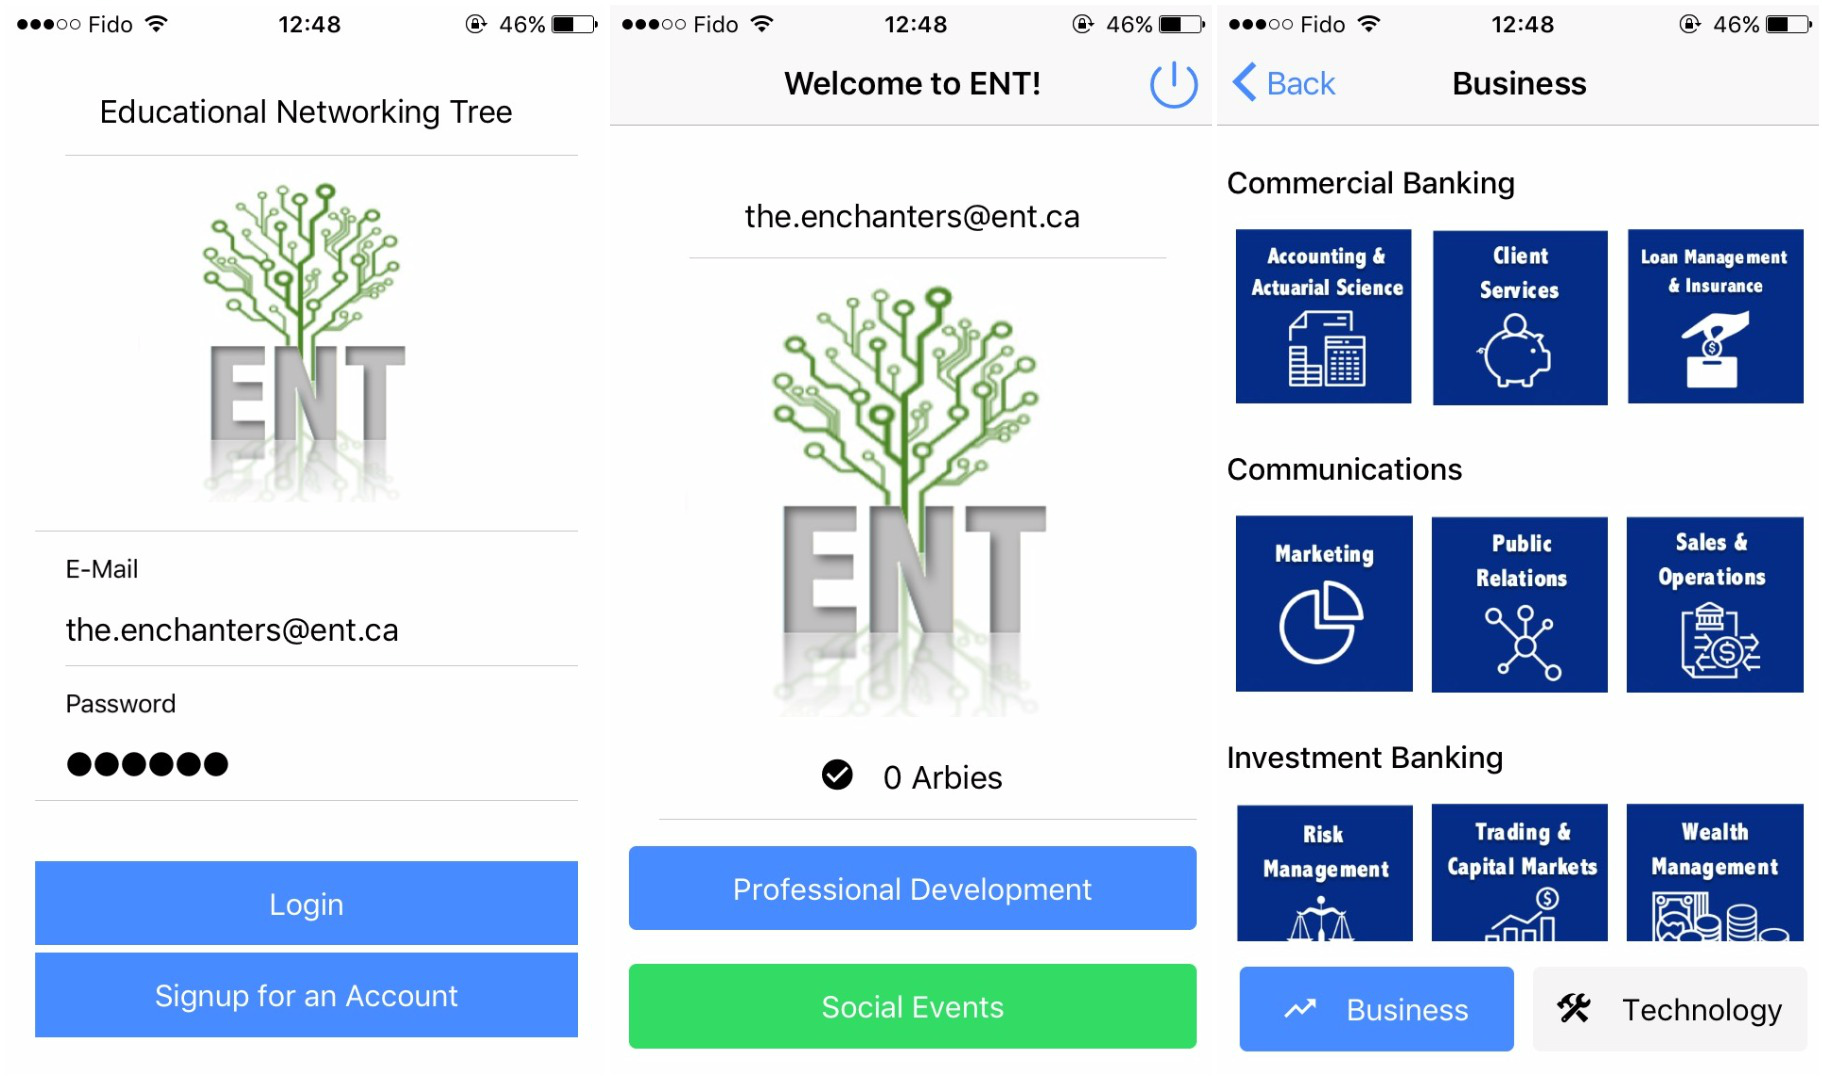 Fido 12:48 46%
Educational Networking Tree
ENT
E-Mail
the.enchanters@ent.ca
Password
Login
Signup for an Account
Fido 12:48 46%
Welcome to ENT!
the.enchanters@ent.ca
ENT
0 Arbies
Professional Development
Social Events
Fido 12:48 46%
Back Business
Commercial Banking
Accounting &
Actuarial Science
Client
Services
Loan Management
& Insurance
Communications
Marketing
Public
Relations
Sales &
Operations
Investment Banking
Risk
Management
Trading &
Capital Markets
Wealth
Management
Business Technology